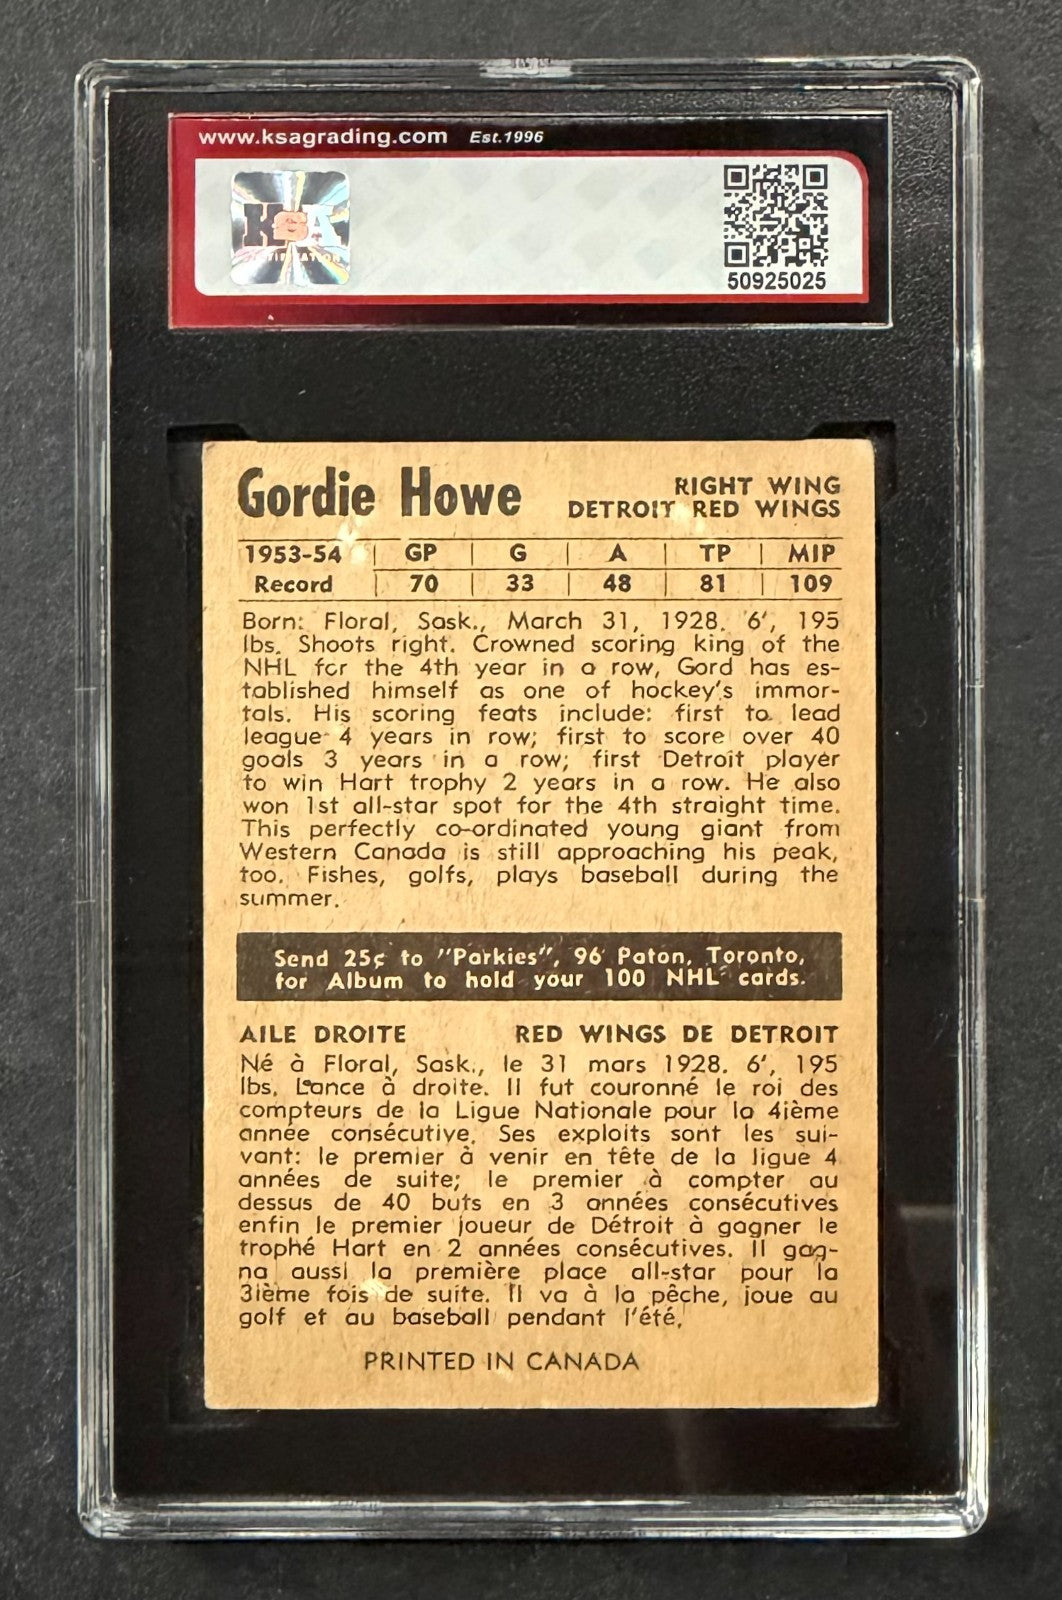 www.ksagrading.com Est.1996
KSA
CERTIFICATION
50925025
Gordie Howe RIGHT WING
DETROIT RED WINGS
1953-54 | GP | G | A | TP | MIP
Record | 70 | 33 | 48 | 81 | 109
Born: Floral, Sask., March 31, 1928. 6', 195
lbs. Shoots right. Crowned scoring king of the
NHL for the 4th year in a row, Gord has es-
tablished himself as one of hockey's immor-
tals. His scoring feats include: first to lead
league 4 years in row; first to score over 40
goals 3 years in a row; first Detroit player
to win Hart trophy 2 years in a row. He also
won 1st all-star spot for the 4th straight time.
This perfectly co-ordinated young giant from
Western Canada is still approaching his peak,
too. Fishes, golfs, plays baseball during the
summer.
Send 25¢ to "Parkies", 96 Paton, Toronto,
for Album to hold your 100 NHL cards.
AILE DROITE RED WINGS DE DETROIT
Né à Floral, Sask., le 31 mars 1928. 6', 195
lbs. Lance à droite. Il fut couronné le roi des
compteurs de la Ligue Nationale pour la 4ième
année consécutive. Ses exploits sont les sui-
vant: le premier à venir en tête de la ligue 4
années de suite; le premier à compter au
dessus de 40 buts en 3 années consécutives
enfin le premier joueur de Détroit à gagner le
trophé Hart en 2 années consécutives. Il gag-
na aussi la première place all-star pour la
3ième fois de suite. Il va à la pêche, joue au
golf et au baseball pendant l'été.
PRINTED IN CANADA